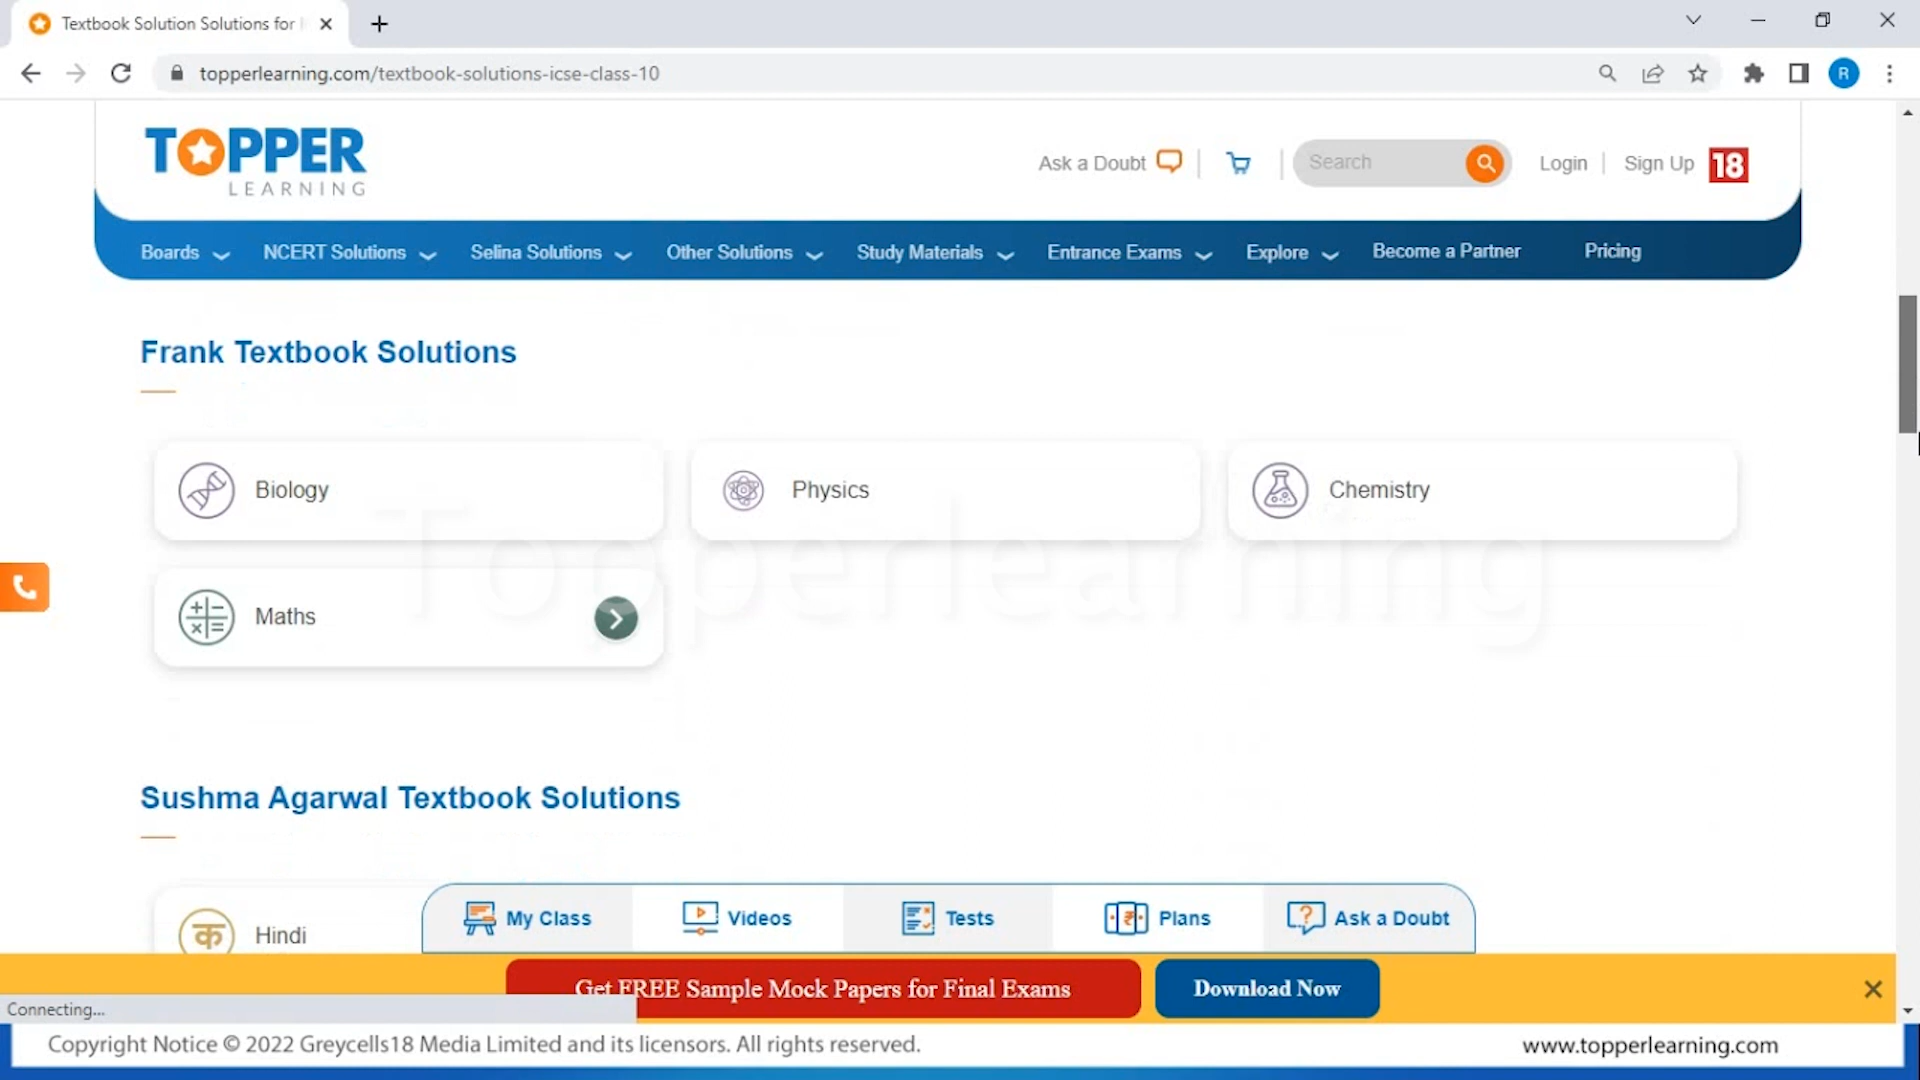 Textbook Solution Solutions for
topperlearning.com/textbook-solutions-icse-class-10
R
TOPPER
LEARNING
Ask a Doubt
Search
Login
Sign Up
18
Boards
NCERT Solutions
Selina Solutions
Other Solutions
Study Materials
Entrance Exams
Explore
Become a Partner
Pricing
Frank Textbook Solutions
Biology
Physics
Chemistry
Topperlearning
Maths
Sushma Agarwal Textbook Solutions
क
Hindi
My Class
Videos
Tests
Plans
Ask a Doubt
Get FREE Sample Mock Papers for Final Exams
Download Now
Connecting...
Copyright Notice © 2022 Greycells18 Media Limited and its licensors. All rights reserved.
www.topperlearning.com